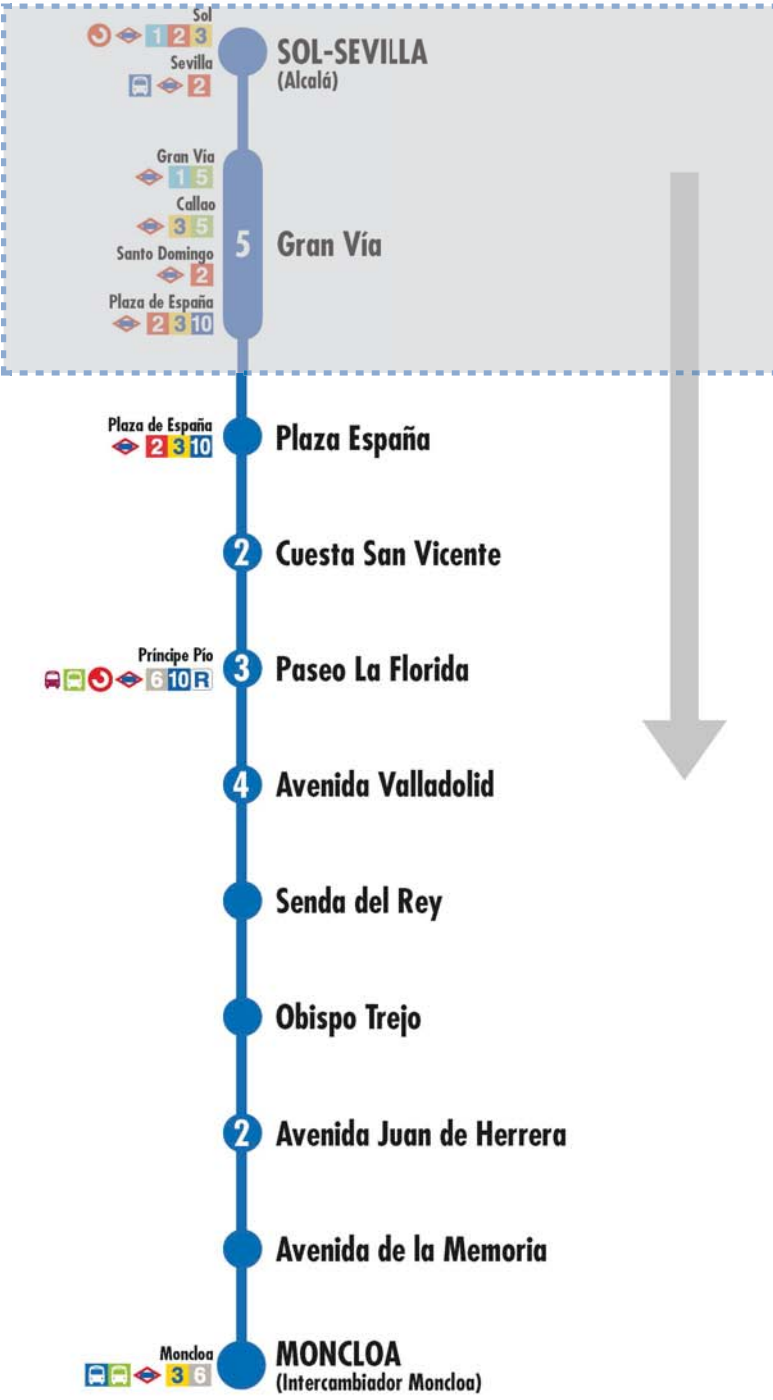 Sol
1 2 3
SOL-SEVILLA
(Alcalá)
Sevilla
2
Gran Vía
1 5
Callao
3 5
Santo Domingo
2
Plaza de España
2 3 10
5
Gran Vía
Plaza de España
2 3 10
Plaza España
2
Cuesta San Vicente
Príncipe Pío
6 10 R
3
Paseo La Florida
4
Avenida Valladolid
Senda del Rey
Obispo Trejo
2
Avenida Juan de Herrera
Avenida de la Memoria
Moncloa
3 6
MONCLOA
(Intercambiador Moncloa)